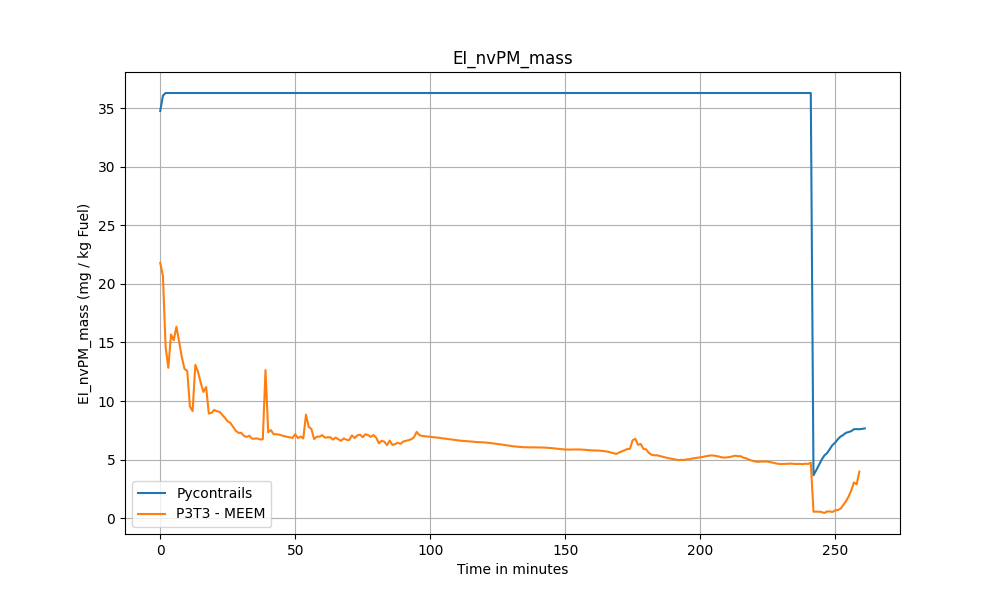 EI_nvPM_mass
EI_nvPM_mass (mg / kg Fuel)
35
30
25
20
15
10
5
0
Pycontrails
P3T3 - MEEM
0 50 100 150 200 250
Time in minutes